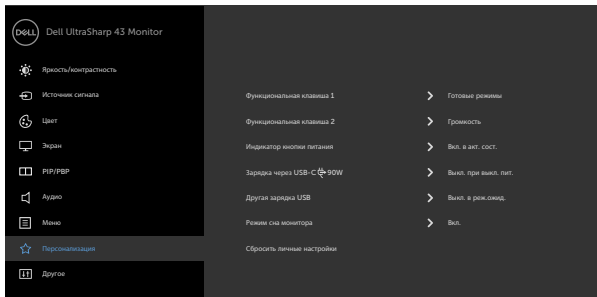 DELL Dell UltraSharp 43 Monitor
Яркость/контрастность
Источник сигнала
Функциональная клавиша 1 Готовые режимы
Цвет
Функциональная клавиша 2 Громкость
Экран
Индикатор кнопки питания Вкл. в акт. сост.
PIP/PBP
Зарядка через USB-C 90W Выкл. при выкл. пит.
Аудио
Другая зарядка USB Выкл. в реж.ожид.
Меню
Режим сна монитора Вкл.
Персонализация
Сбросить личные настройки
Другое